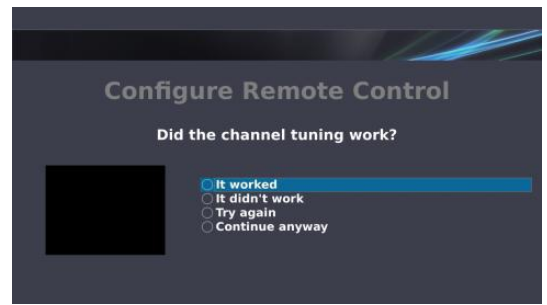 Configure Remote Control
Did the channel tuning work?
It worked
It didn't work
Try again
Continue anyway